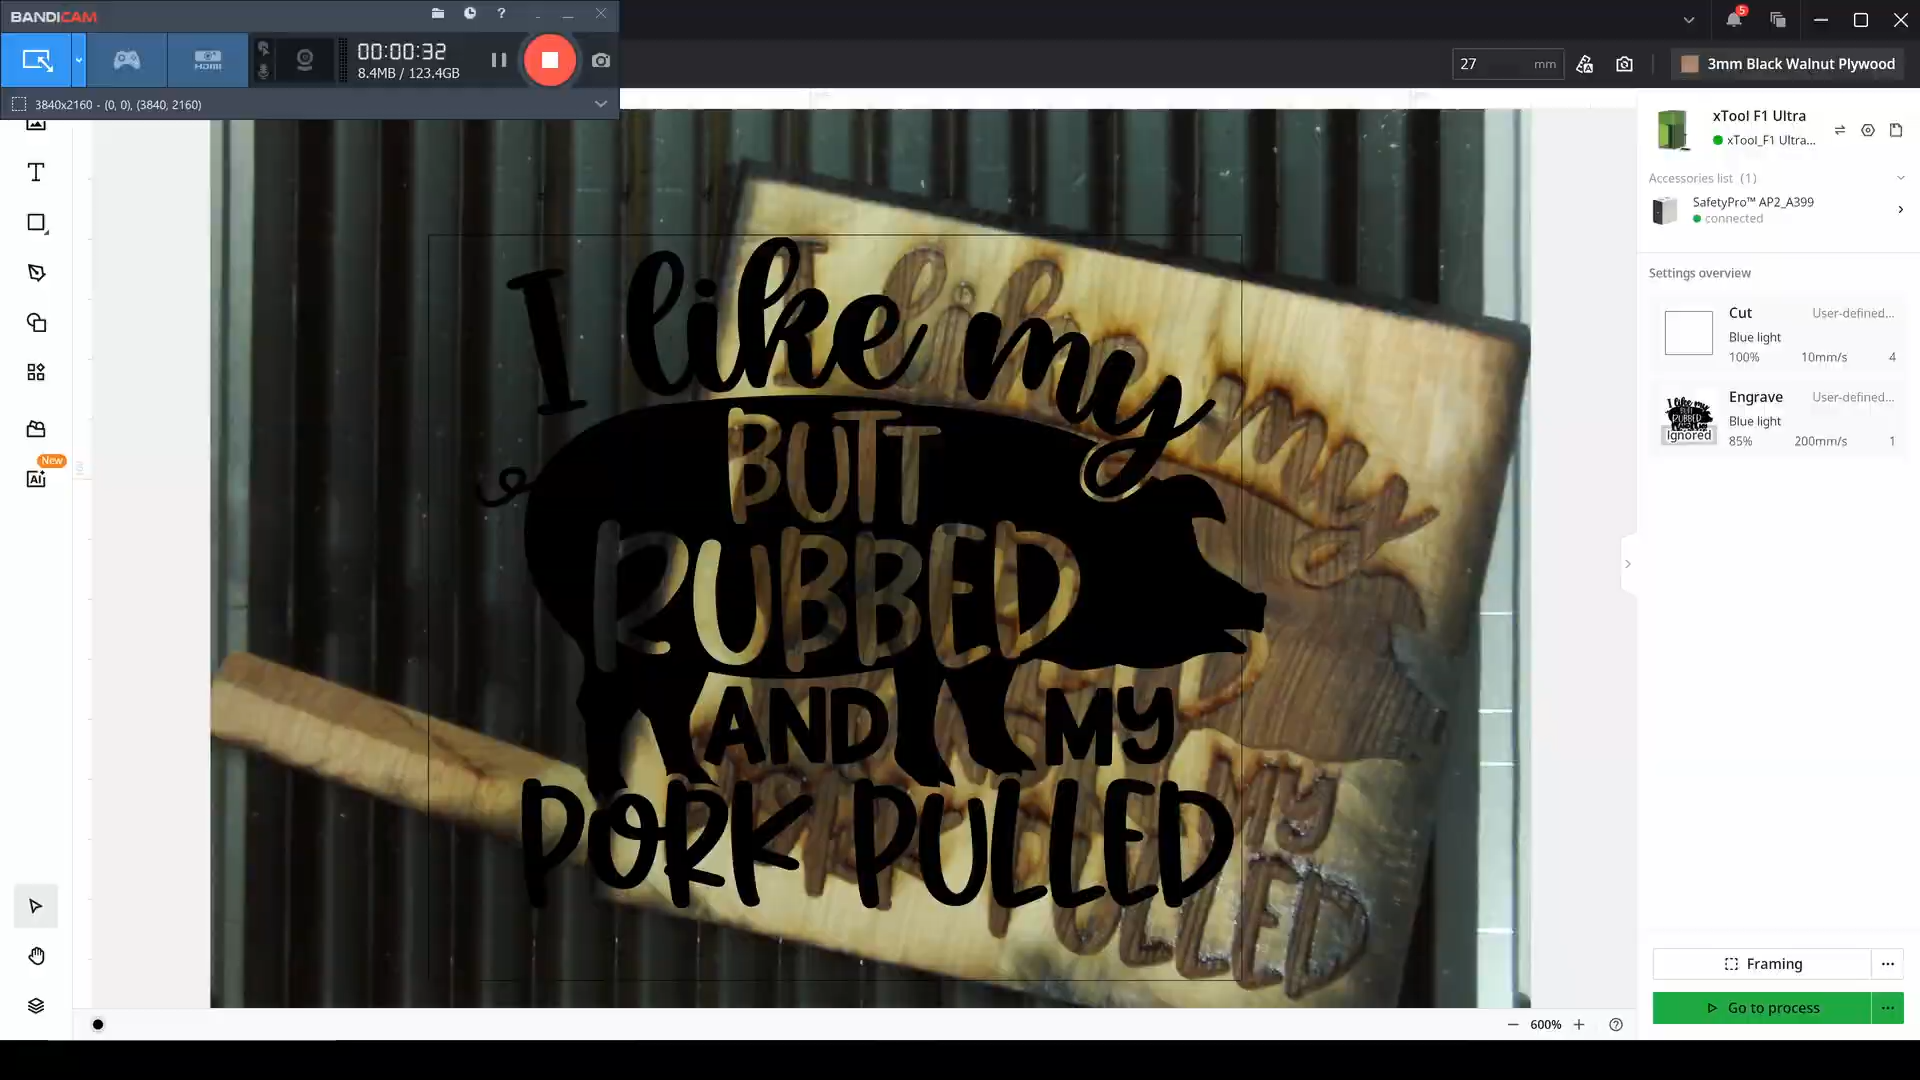 BANDICAM
?
00:00:32
8.4MB / 123.4GB
HDMI
3840x2160 - (0, 0), (3840, 2160)
5
27 mm
3mm Black Walnut Plywood
xTool F1 Ultra
xTool_F1 Ultra...
Accessories list (1)
SafetyPro™ AP2_A399
connected
Settings overview
Cut User-defined...
Blue light
100% 10mm/s 4
Engrave User-defined...
Blue light
85% 200mm/s 1
Ignored
T
New
AI
I like my
BUTT
RUBBED
AND MY
PORK PULLED
Framing
Go to process
600%